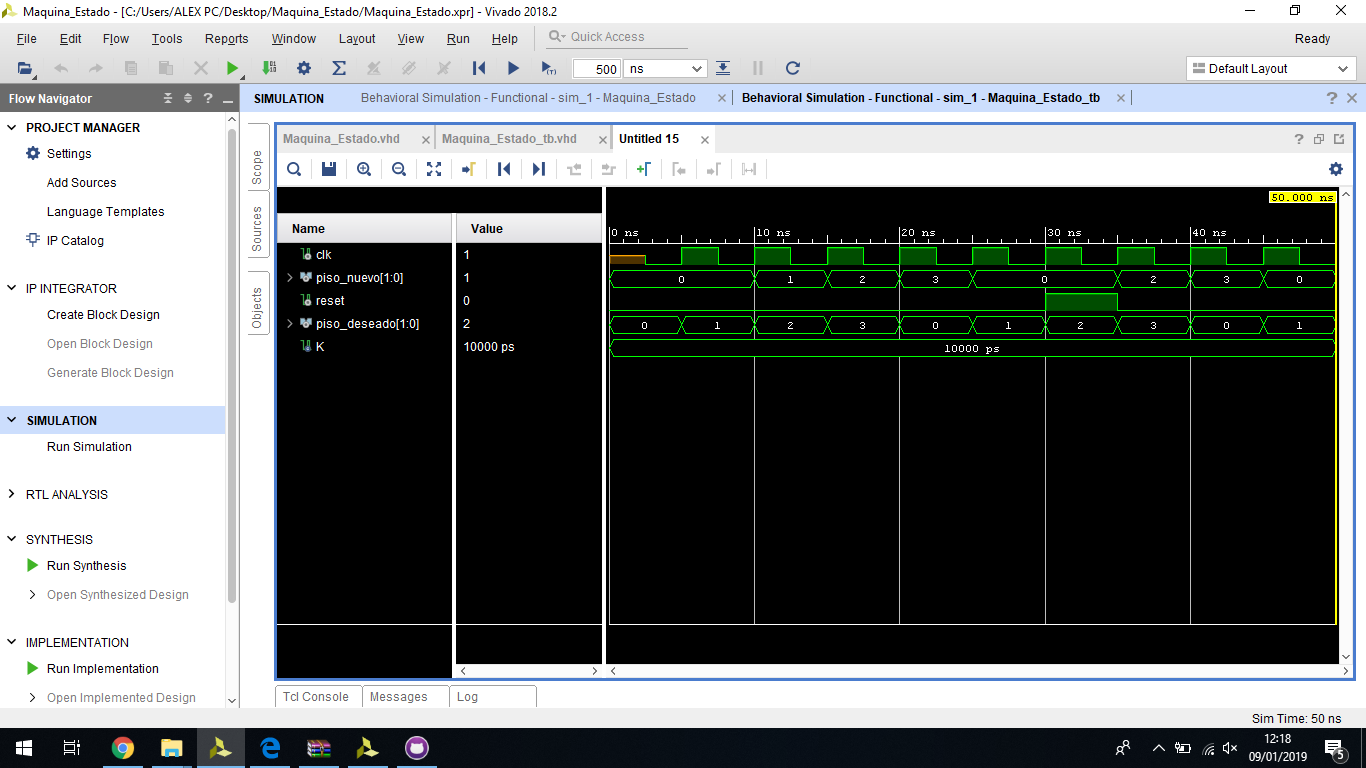 Maquina_Estado - [C:/Users/ALEX PC/Desktop/Maquina_Estado/Maquina_Estado.xpr] - Vivado 2018.2
File Edit Flow Tools Reports Window Layout View Run Help Quick Access Ready
500 ns Default Layout
Flow Navigator ? SIMULATION Behavioral Simulation - Functional - sim_1 - Maquina_Estado Behavioral Simulation - Functional - sim_1 - Maquina_Estado_tb ?
PROJECT MANAGER
Settings
Add Sources
Language Templates
IP Catalog
IP INTEGRATOR
Create Block Design
Open Block Design
Generate Block Design
SIMULATION
Run Simulation
RTL ANALYSIS
SYNTHESIS
Run Synthesis
Open Synthesized Design
IMPLEMENTATION
Run Implementation
Open Implemented Design
Scope
Sources
Objects
Maquina_Estado.vhd Maquina_Estado_tb.vhd Untitled 15 ?
50.000 ns
Name Value 0 ns 10 ns 20 ns 30 ns 40 ns
clk 1
piso_nuevo[1:0] 1 0 1 2 3 0 2 3 0
reset 0
piso_deseado[1:0] 2 0 1 2 3 0 1 2 3 0 1
K 10000 ps 10000 ps
Tcl Console Messages Log
Sim Time: 50 ns
12:18
09/01/2019
5